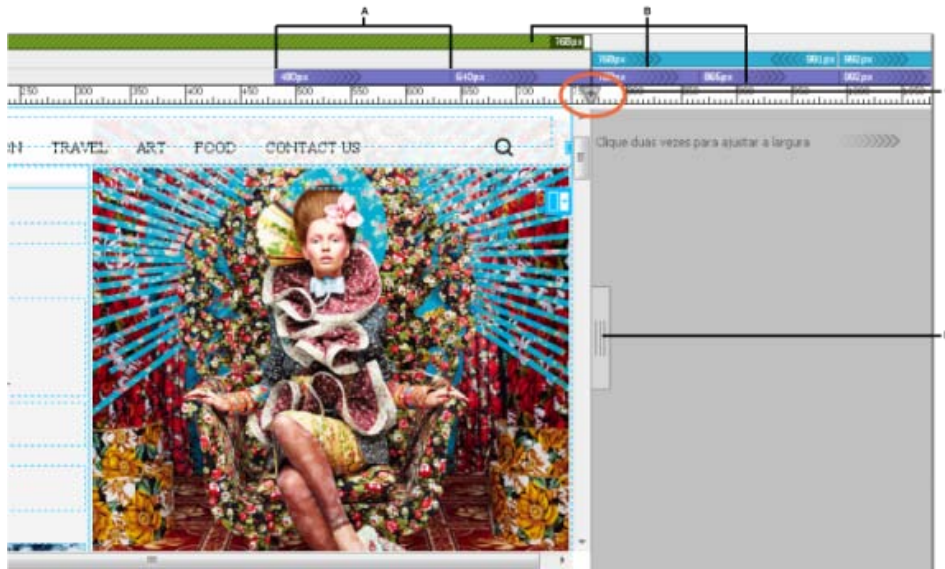 A
B
768px
768px 991px 992px
480px 640px 865px 992px
250 300 350 400 450 500 550 600 650 700
TRAVEL ART FOOD CONTACT US
Clique duas vezes para ajustar a largura